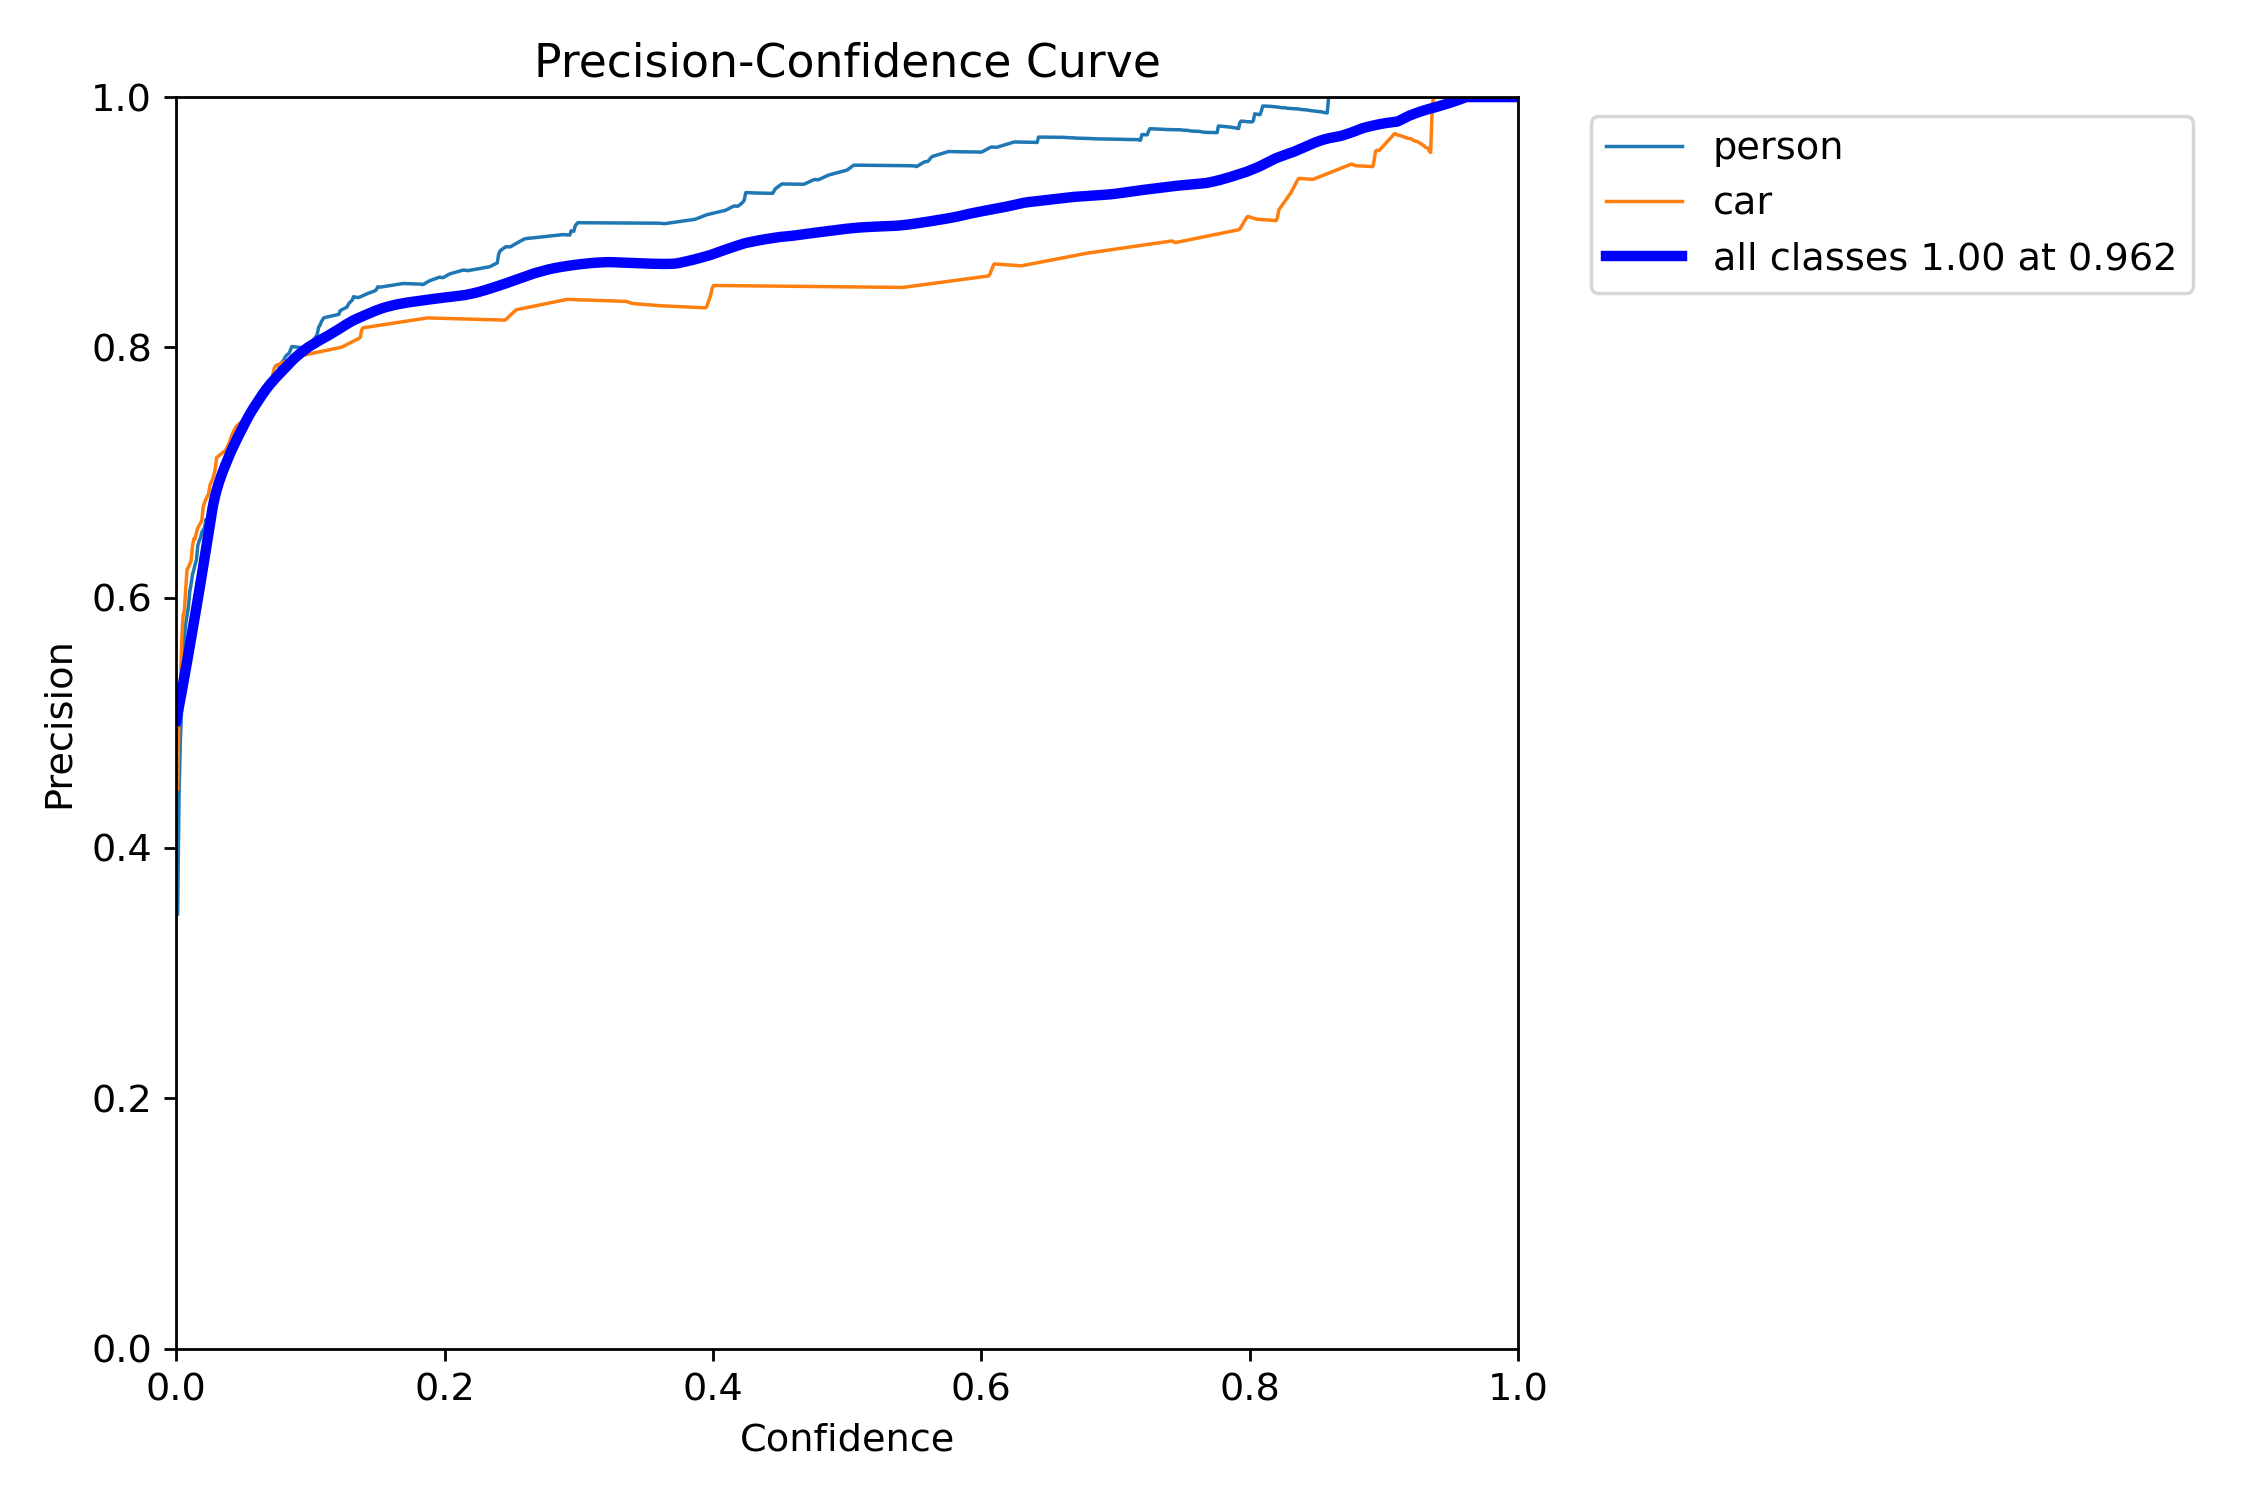 Precision-Confidence Curve
1.0
0.8
0.6
0.4
0.2
0.0
Precision
0.0 0.2 0.4 0.6 0.8 1.0
Confidence
person
car
all classes 1.00 at 0.962